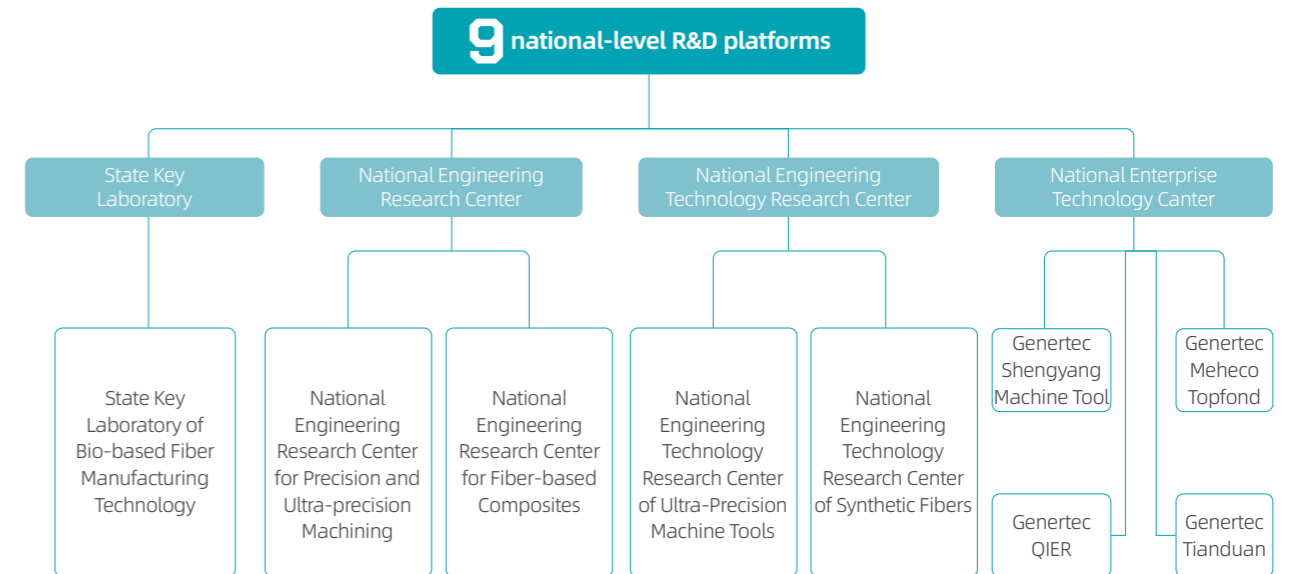 9 national-level R&D platforms
State Key
Laboratory
National Engineering
Research Center
National Engineering
Technology Research Center
National Enterprise
Technology Canter
State Key
Laboratory of
Bio-based Fiber
Manufacturing
Technology
National
Engineering
Research Center
for Precision and
Ultra-precision
Machining
National
Engineering
Research Center
for Fiber-based
Composites
National
Engineering
Technology
Research Center
of Ultra-Precision
Machine Tools
National
Engineering
Technology
Research Center
of Synthetic Fibers
Genertec
Shengyang
Machine Tool
Genertec
Meheco
Topfond
Genertec
QIER
Genertec
Tianduan